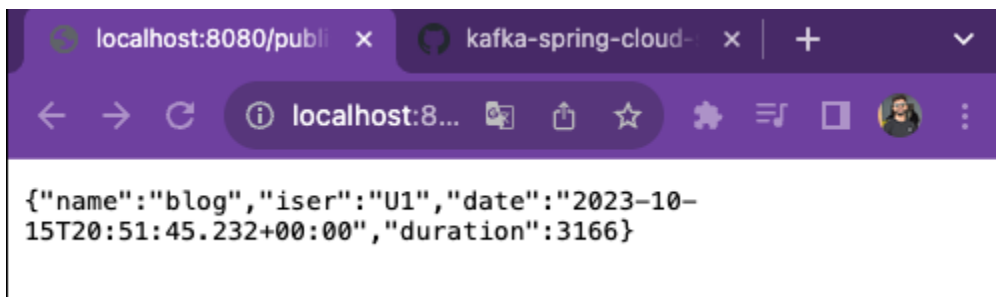 localhost:8080/publi
kafka-spring-cloud-
localhost:8...
{"name":"blog","iser":"U1","date":"2023-10-
15T20:51:45.232+00:00","duration":3166}